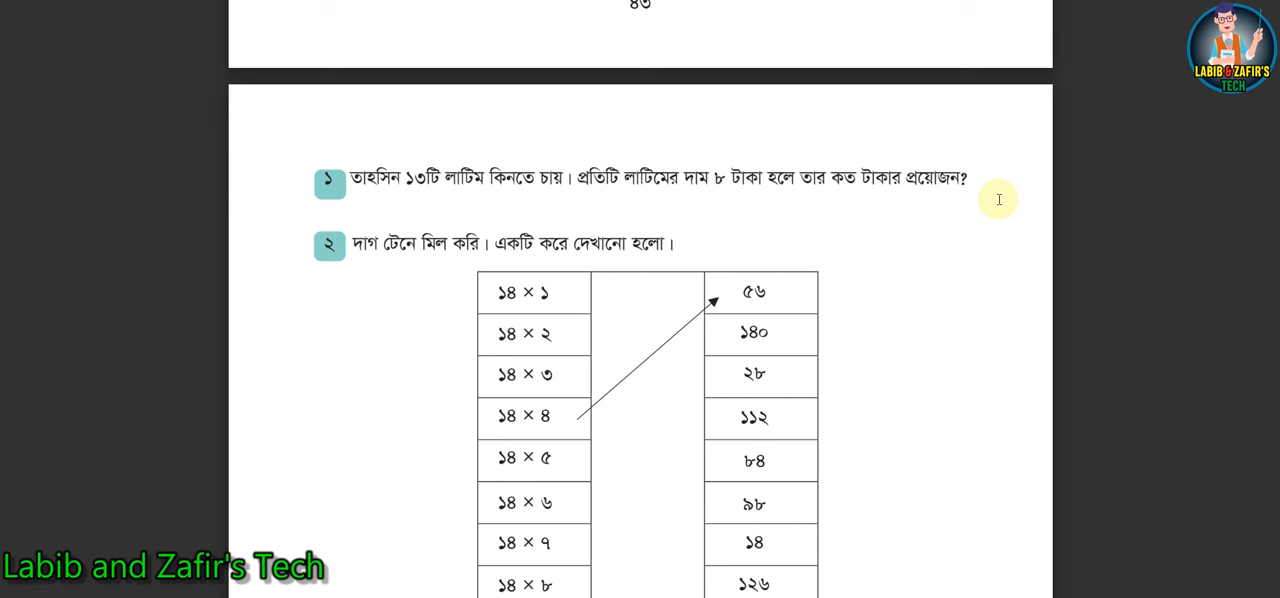 ৪৩
LABIB & ZAFIR'S
TECH
১ তাহসিন ১৩টি লাটিম কিনতে চায়। প্রতিটি লাটিমের দাম ৮ টাকা হলে তার কত টাকার প্রয়োজন?
২ দাগ টেনে মিল করি। একটি করে দেখানো হলো।
১৪ × ১ ৫৬
১৪ × ২ ১৪০
১৪ × ৩ ২৮
১৪ × ৪ ১১২
১৪ × ৫ ৮৪
১৪ × ৬ ৯৮
১৪ × ৭ ১৪
১৪ × ৮ ১২৬
Labib and Zafir's Tech